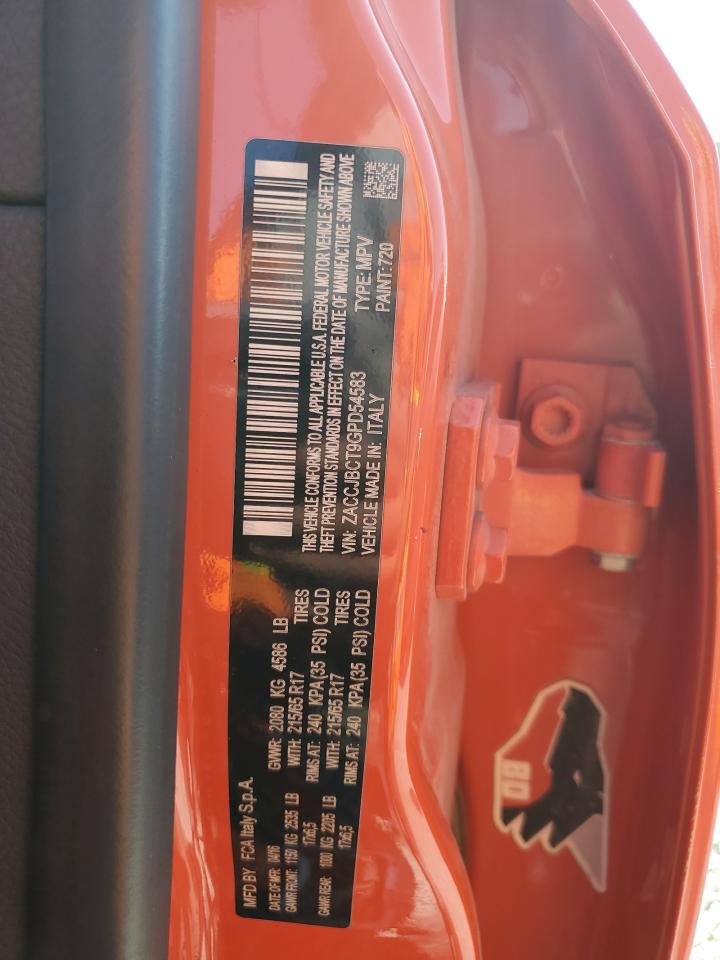 MFD BY FCA Italy S.p.A.
DATE OF MFR: 04/16 GVWR: 2080 KG 4586 LB
GAWR FRONT: 1150 KG 2535 LB WITH: 215/65 R17 TIRES
17x6,5 RIMS AT: 240 KPA (35 PSI) COLD
GAWR REAR: 1000 KG 2205 LB WITH: 215/65 R17 TIRES
17x6,5 RIMS AT: 240 KPA (35 PSI) COLD
THIS VEHICLE CONFORMS TO ALL APPLICABLE U.S.A. FEDERAL MOTOR VEHICLE SAFETY AND
THEFT PREVENTION STANDARDS IN EFFECT ON THE DATE OF MANUFACTURE SHOWN ABOVE
VIN: ZACCJBCT9GPD54583 TYPE: MPV
VEHICLE MADE IN: ITALY PAINT: 720
08